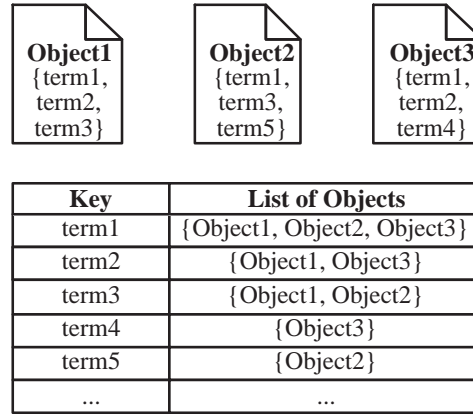 Object1
{term1,
term2,
term3}
Object2
{term1,
term3,
term5}
Object3
{term1,
term2,
term4}
Key List of Objects
term1 {Object1, Object2, Object3}
term2 {Object1, Object3}
term3 {Object1, Object2}
term4 {Object3}
term5 {Object2}
... ...